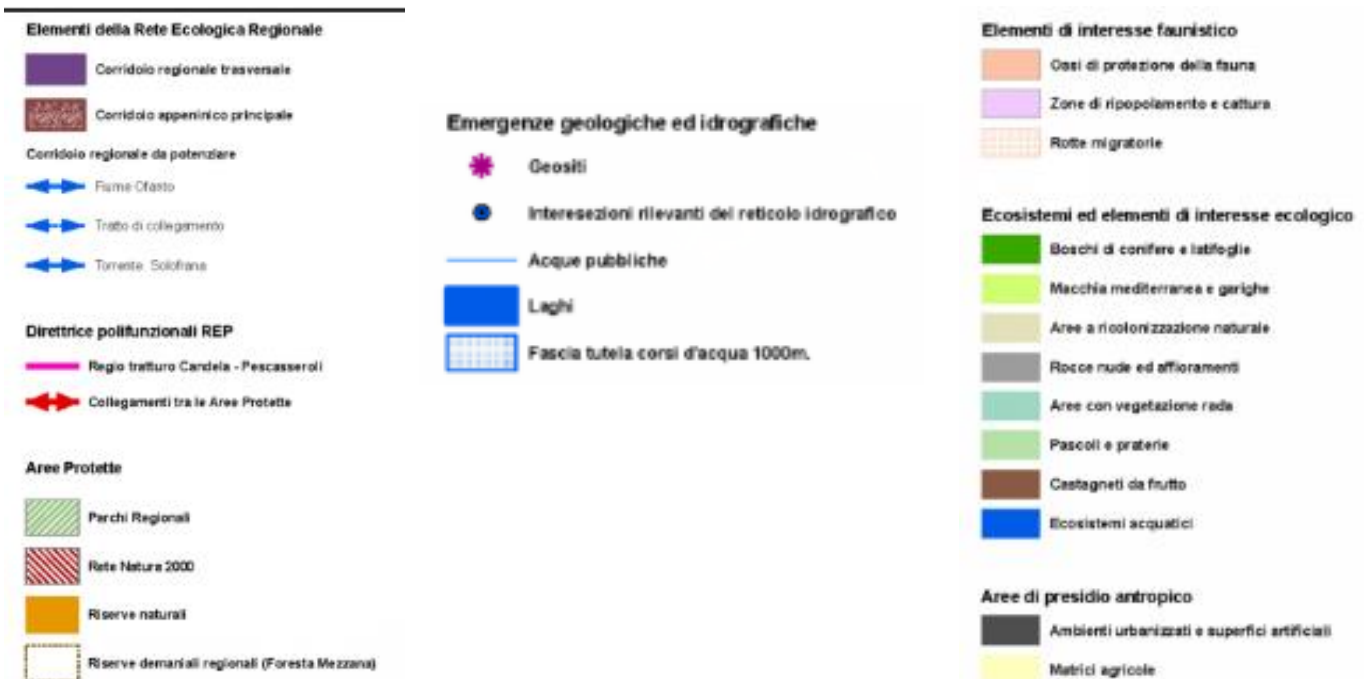 Elementi della Rete Ecologica Regionale
Corridoio regionale trasversale
Corridoio appeninico principale
Corridoio regionale da potenziare
Fiume Ofanto
Tratto di collegamento
Torrente Solofrana
Direttrice polifunzionali REP
Regio tratturo Candela - Pescasseroli
Collegamenti tra le Aree Protette
Aree Protette
Parchi Regionali
Rete Natura 2000
Riserve naturali
Riserve demaniali regionali (Foresta Mezzana)
Emergenze geologiche ed idrografiche
Geositi
Interesezioni rilevanti del reticolo idrografico
Acque pubbliche
Laghi
Fascia tutela corsi d'acqua 1000m.
Elementi di interesse faunistico
Oasi di protezione della fauna
Zone di ripopolamento e cattura
Rotte migratorie
Ecosistemi ed elementi di interesse ecologico
Boschi di conifere e latifoglie
Macchia mediterranea e garighe
Aree a ricolonizzazione naturale
Rocce nude ed affioramenti
Aree con vegetazione rada
Pascoli e praterie
Castagneti da frutto
Ecosistemi acquatici
Aree di presidio antropico
Ambienti urbanizzati e superfici artificiali
Matrici agricole